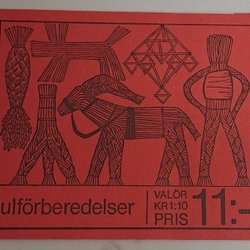 ulförberedelser
VALÖR
KR 1:10
PRIS
11:-